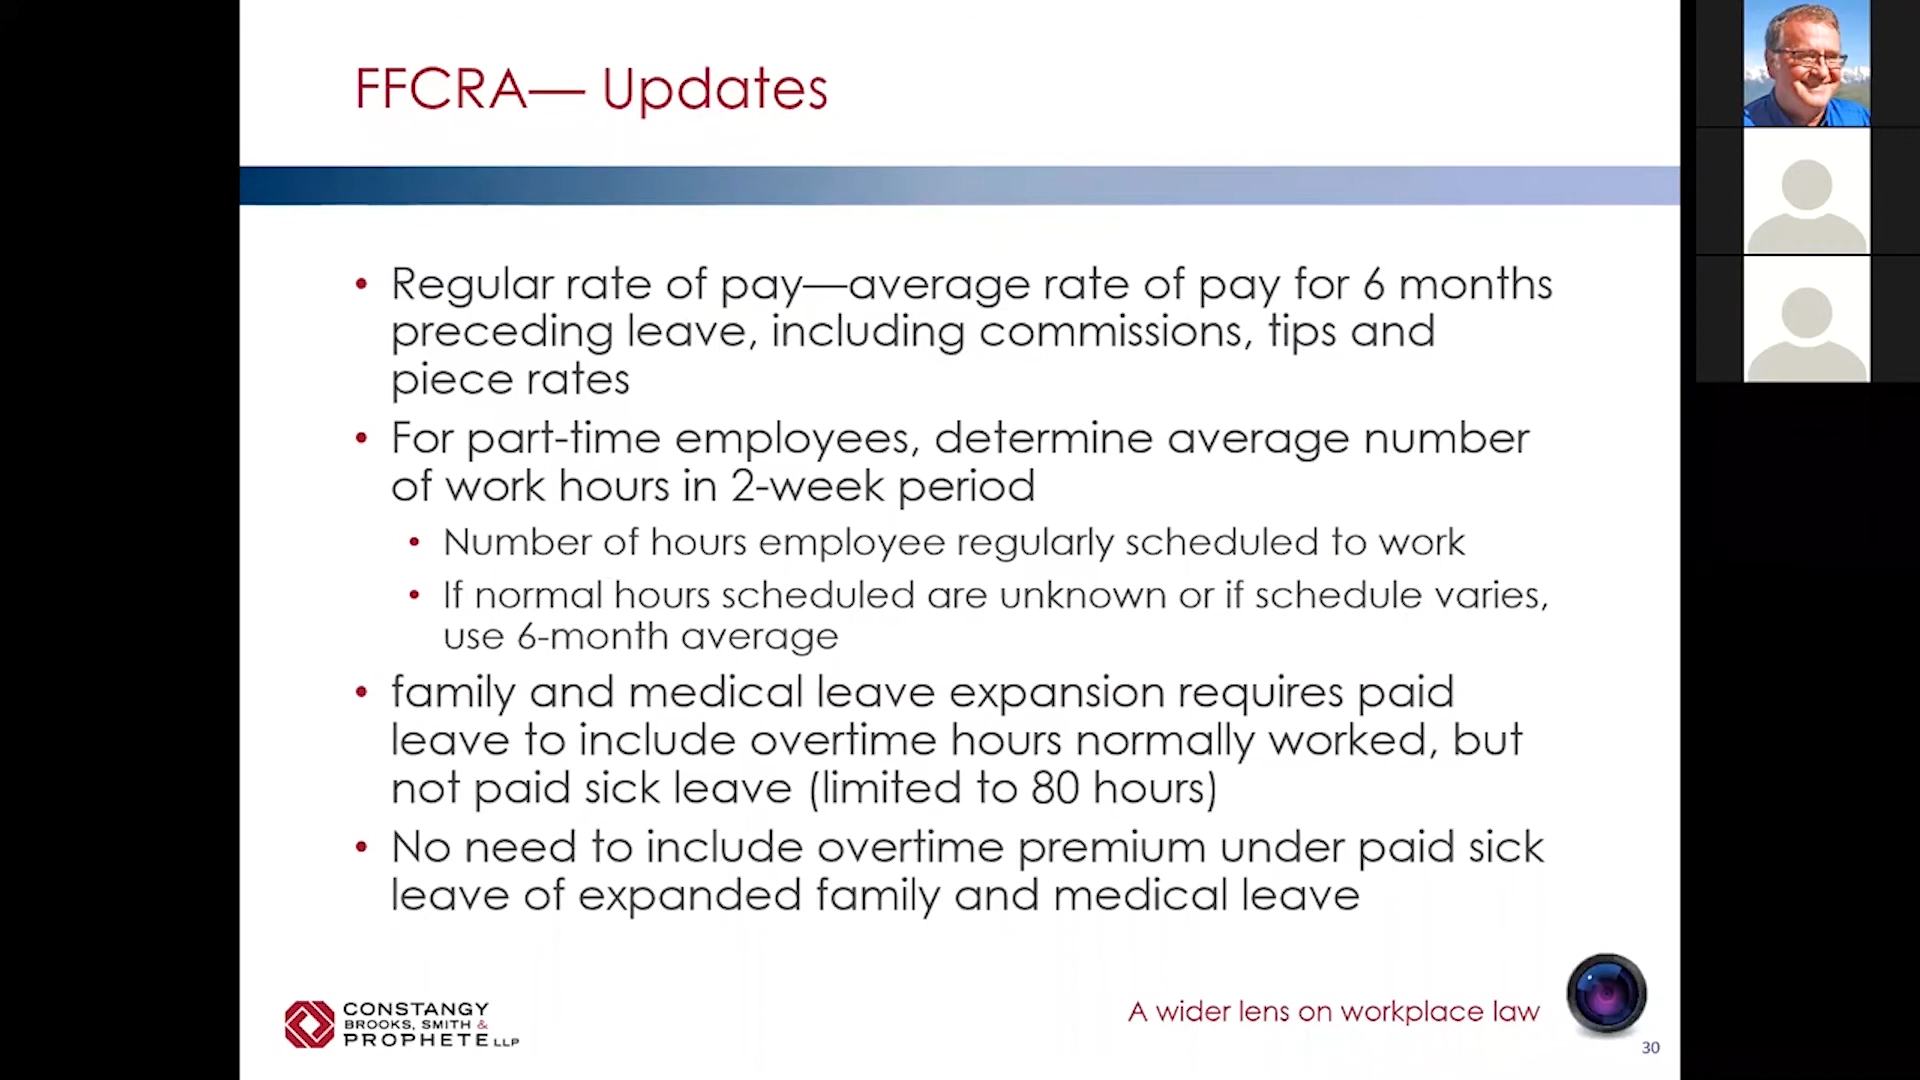 FFCRA— Updates
• Regular rate of pay—average rate of pay for 6 months
preceding leave, including commissions, tips and
piece rates
• For part-time employees, determine average number
of work hours in 2-week period
• Number of hours employee regularly scheduled to work
• If normal hours scheduled are unknown or if schedule varies,
use 6-month average
• family and medical leave expansion requires paid
leave to include overtime hours normally worked, but
not paid sick leave (limited to 80 hours)
• No need to include overtime premium under paid sick
leave of expanded family and medical leave
CONSTANGY
BROOKS, SMITH &
PROPHETE LLP
A wider lens on workplace law
30